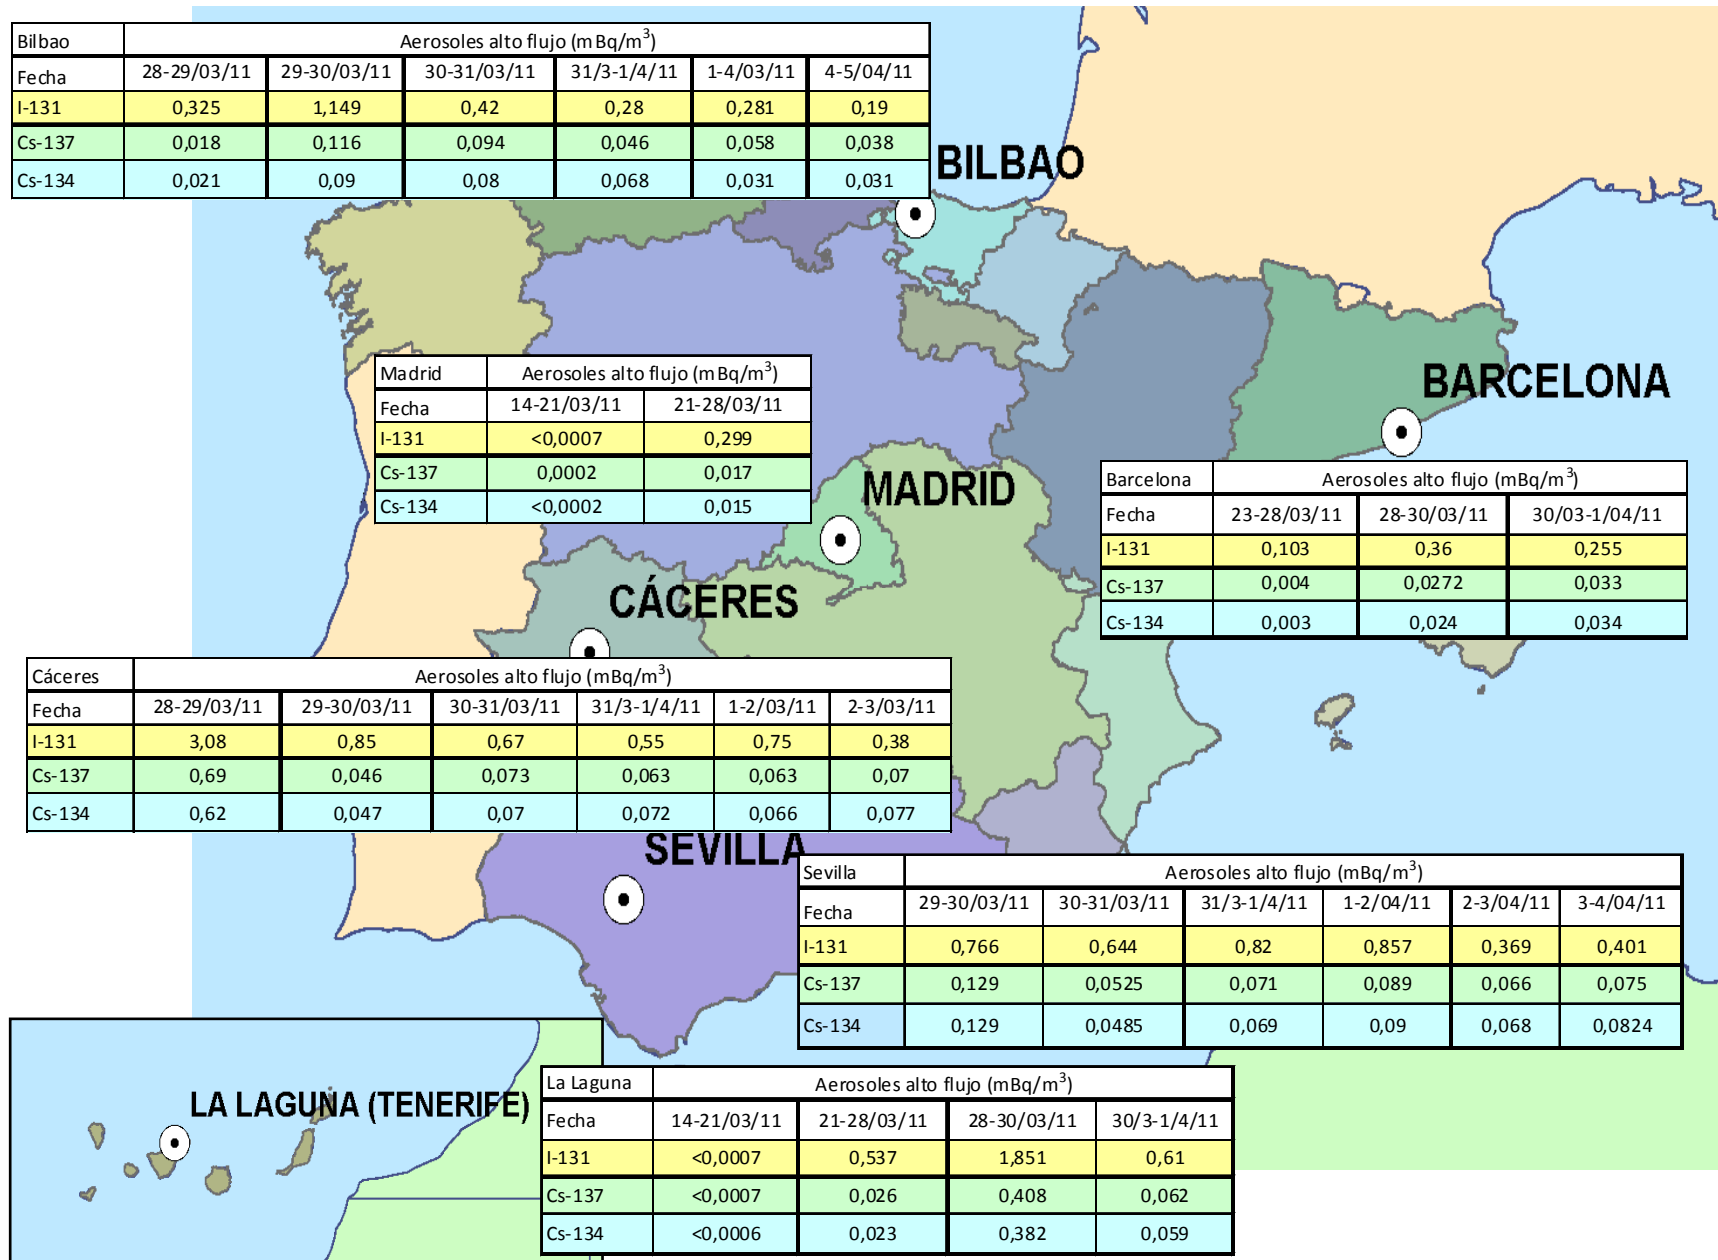 Bilbao Aerosoles alto flujo (mBq/m³)
Fecha 28-29/03/11 29-30/03/11 30-31/03/11 31/3-1/4/11 1-4/03/11 4-5/04/11
I-131 0,325 1,149 0,42 0,28 0,281 0,19
Cs-137 0,018 0,116 0,094 0,046 0,058 0,038
Cs-134 0,021 0,09 0,08 0,068 0,031 0,031
BILBAO
Madrid Aerosoles alto flujo (mBq/m³)
Fecha 14-21/03/11 21-28/03/11
I-131 <0,0007 0,299
Cs-137 0,0002 0,017
Cs-134 <0,0002 0,015
MADRID
BARCELONA
Barcelona Aerosoles alto flujo (mBq/m³)
Fecha 23-28/03/11 28-30/03/11 30/03-1/04/11
I-131 0,103 0,36 0,255
Cs-137 0,004 0,0272 0,033
Cs-134 0,003 0,024 0,034
CÁCERES
Cáceres Aerosoles alto flujo (mBq/m³)
Fecha 28-29/03/11 29-30/03/11 30-31/03/11 31/3-1/4/11 1-2/03/11 2-3/03/11
I-131 3,08 0,85 0,67 0,55 0,75 0,38
Cs-137 0,69 0,046 0,073 0,063 0,063 0,07
Cs-134 0,62 0,047 0,07 0,072 0,066 0,077
SEVILLA
Sevilla Aerosoles alto flujo (mBq/m³)
Fecha 29-30/03/11 30-31/03/11 31/3-1/4/11 1-2/04/11 2-3/04/11 3-4/04/11
I-131 0,766 0,644 0,82 0,857 0,369 0,401
Cs-137 0,129 0,0525 0,071 0,089 0,066 0,075
Cs-134 0,129 0,0485 0,069 0,09 0,068 0,0824
LA LAGUNA (TENERIFE)
La Laguna Aerosoles alto flujo (mBq/m³)
Fecha 14-21/03/11 21-28/03/11 28-30/03/11 30/3-1/4/11
I-131 <0,0007 0,537 1,851 0,61
Cs-137 <0,0007 0,026 0,408 0,062
Cs-134 <0,0006 0,023 0,382 0,059